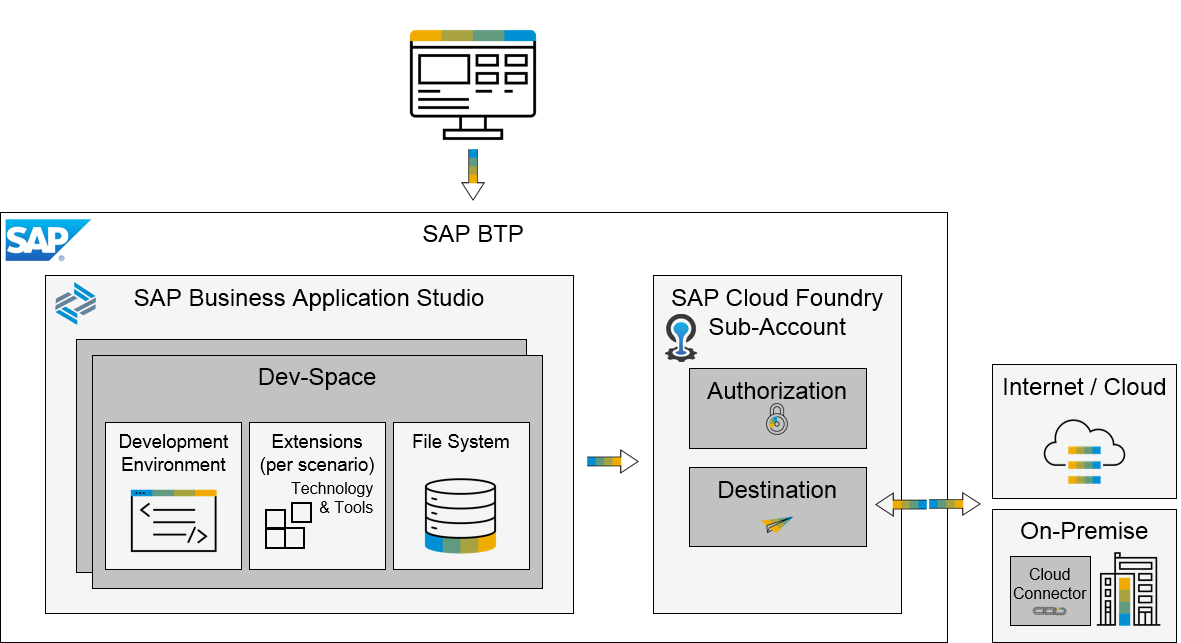 SAP
®
SAP BTP
SAP Business Application Studio
Dev-Space
Development
Environment
</>
Extensions
(per scenario)
Technology
& Tools
File System
SAP Cloud Foundry
Sub-Account
Authorization
Destination
Internet / Cloud
On-Premise
Cloud
Connector